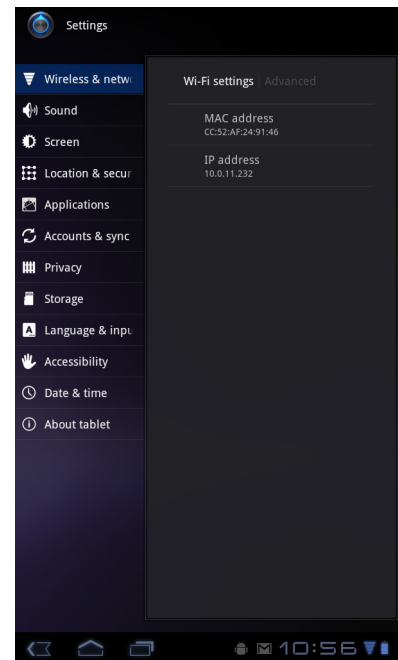 Settings
Wireless & netwo
Sound
Screen
Location & secur
Applications
Accounts & sync
Privacy
Storage
Language & inpu
Accessibility
Date & time
About tablet
Wi-Fi settings Advanced
MAC address
CC:52:AF:24:91:46
IP address
10.0.11.232
10:56